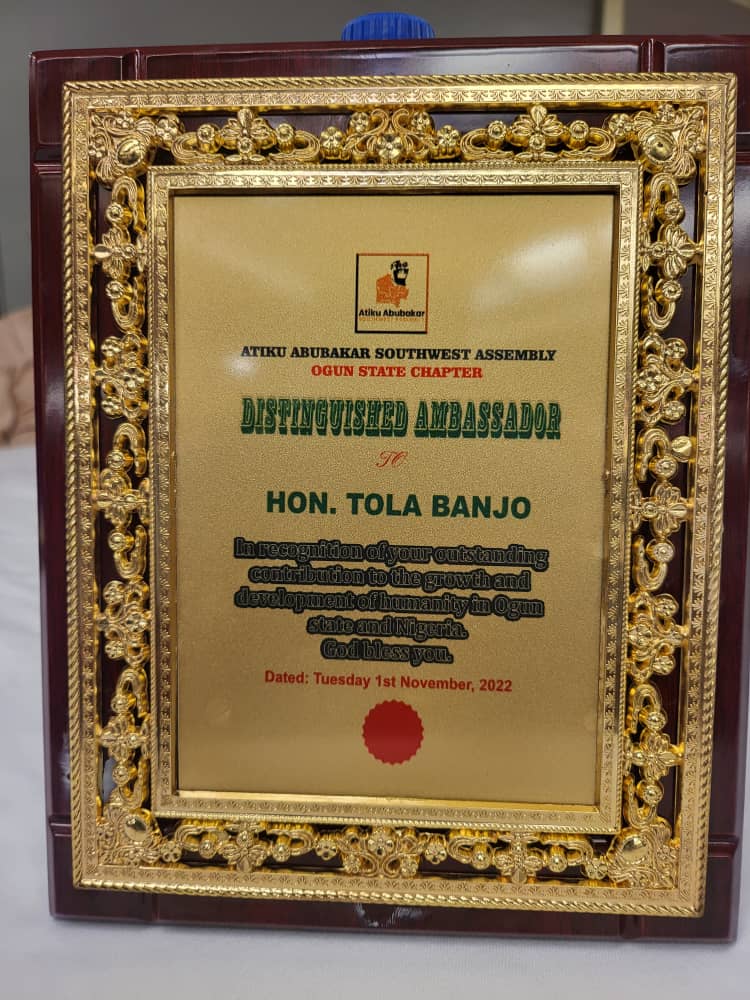 Atiku Abubakar
SOUTHWEST ASSEMBLY
ATIKU ABUBAKAR SOUTHWEST ASSEMBLY
OGUN STATE CHAPTER
DISTINGUISHED AMBASSADOR
TO
HON. TOLA BANJO
In recognition of your outstanding
contribution to the growth and
development of humanity in Ogun
state and Nigeria.
God bless you.
Dated: Tuesday 1st November, 2022